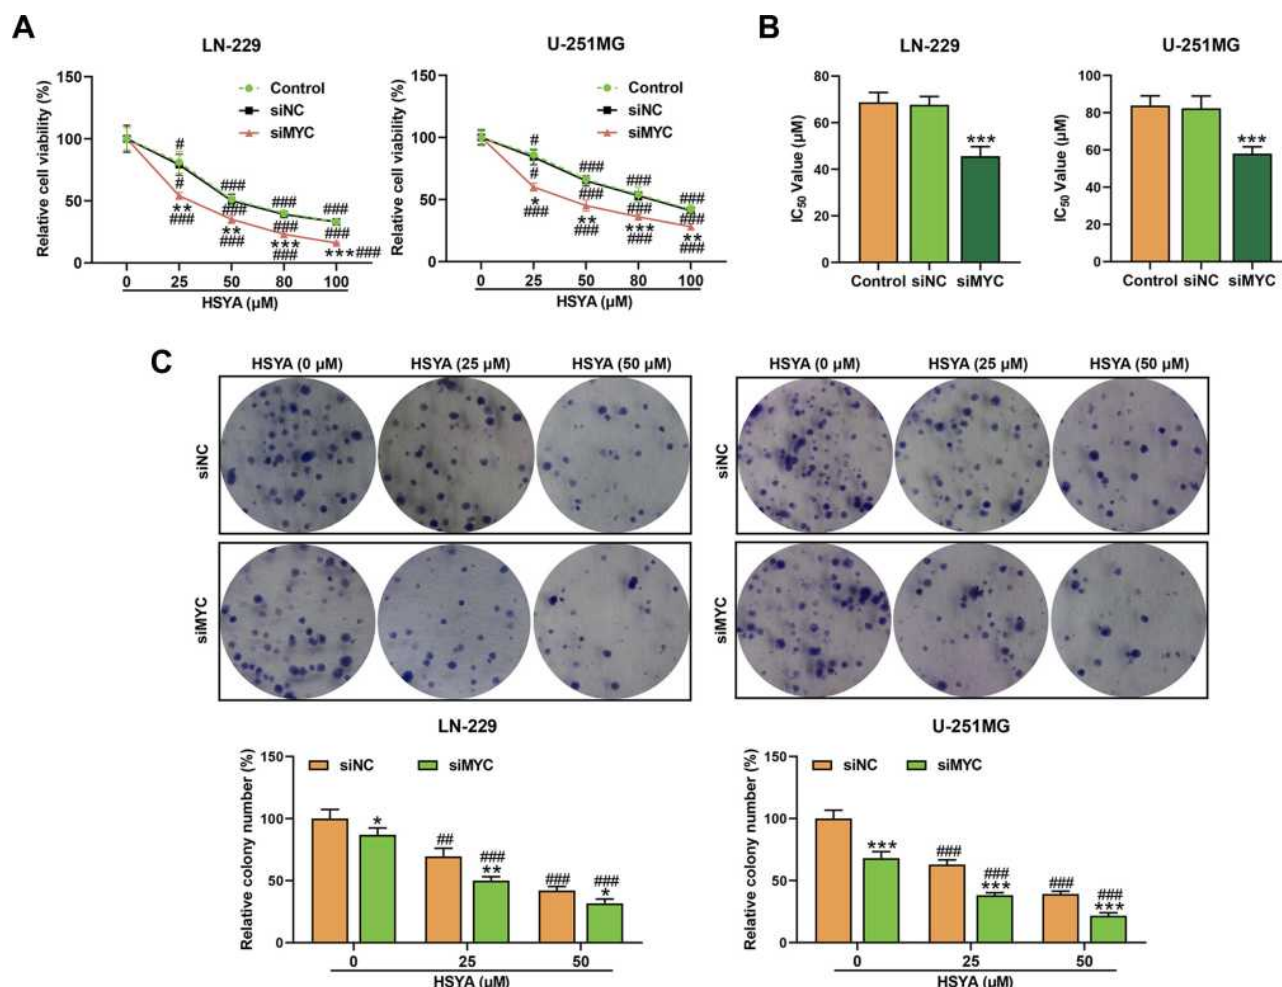 A
LN-229
Relative cell viability (%)
150
100
50
0
Control
siNC
siMYC
#
#
**
###
###
###
**
###
###
###
***
###
###
###
***###
0 25 50 80 100
HSYA (μM)
U-251MG
Relative cell viability (%)
150
100
50
0
Control
siNC
siMYC
#
#
*
###
###
###
**
###
###
###
***
###
###
###
**
###
0 25 50 80 100
HSYA (μM)
B
LN-229
IC50 Value (μM)
80
60
40
20
0
***
Control siNC siMYC
U-251MG
IC50 Value (μM)
100
80
60
40
20
0
***
Control siNC siMYC
C
HSYA (0 μM) HSYA (25 μM) HSYA (50 μM)
siNC
siMYC
HSYA (0 μM) HSYA (25 μM) HSYA (50 μM)
siNC
siMYC
LN-229
Relative colony number (%)
150
100
50
0
siNC siMYC
*
##
###
**
###
###
*
0 25 50
HSYA (μM)
U-251MG
Relative colony number (%)
150
100
50
0
siNC siMYC
***
###
###
***
###
###
***
0 25 50
HSYA (μM)